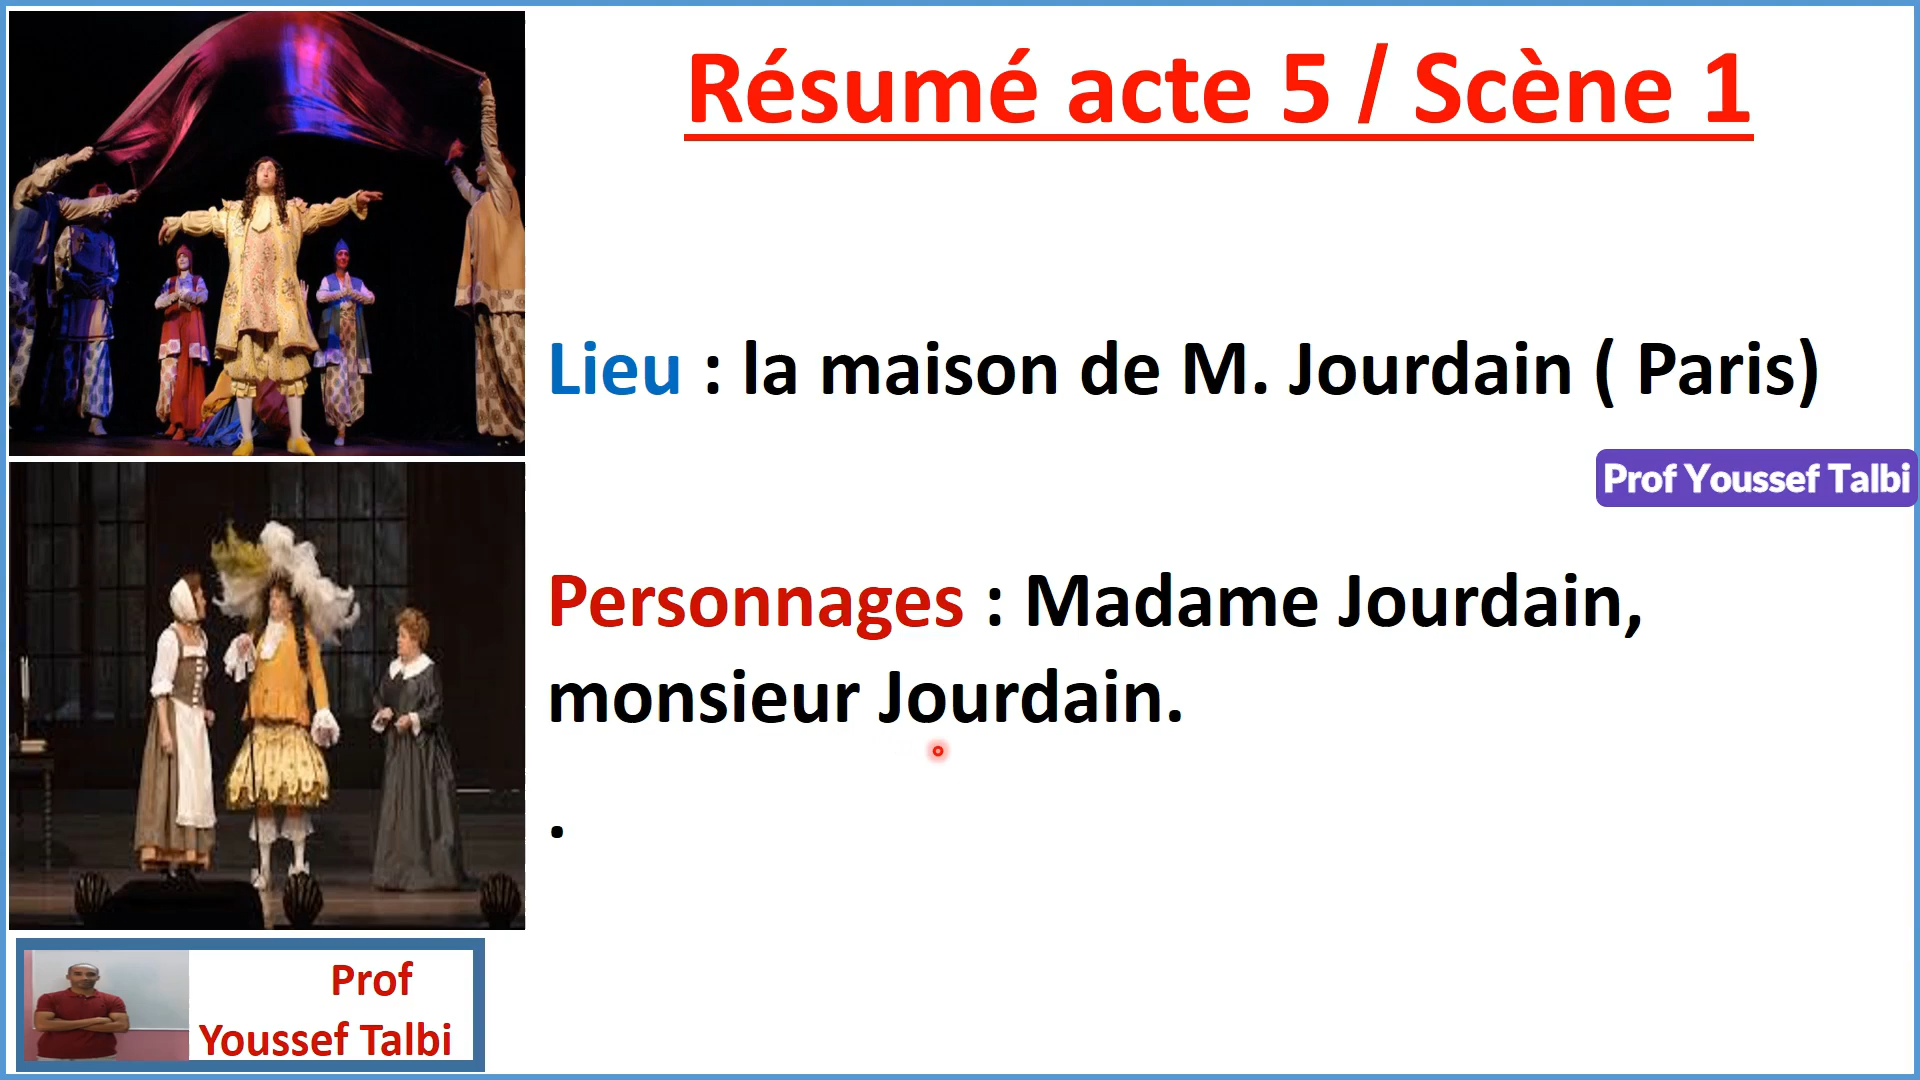 Résumé acte 5 / Scène 1
Lieu : la maison de M. Jourdain ( Paris)
Prof Youssef Talbi
Personnages : Madame Jourdain,
monsieur Jourdain.
.
Prof
Youssef Talbi